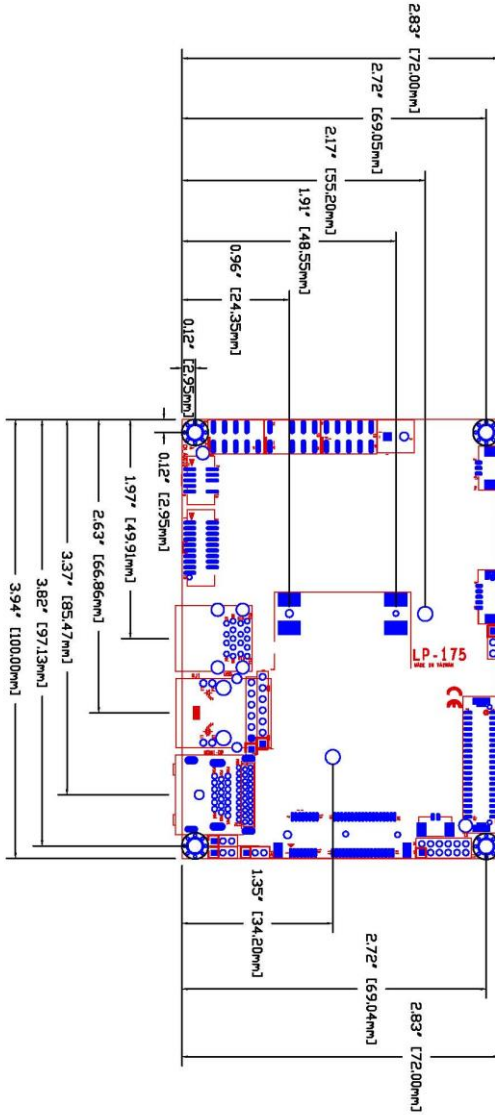 2.83" [72.00mm]
2.72" [69.05mm]
2.17" [55.20mm]
1.91" [48.55mm]
0.96" [24.35mm]
0.12" [2.95mm]
0.12" [2.95mm]
1.97" [49.91mm]
2.63" [66.86mm]
3.37" [85.47mm]
3.82" [97.13mm]
3.94" [100.00mm]
LP-175
MADE IN TAIWAN
CE
1.35" [34.20mm]
2.72" [69.04mm]
2.83" [72.00mm]